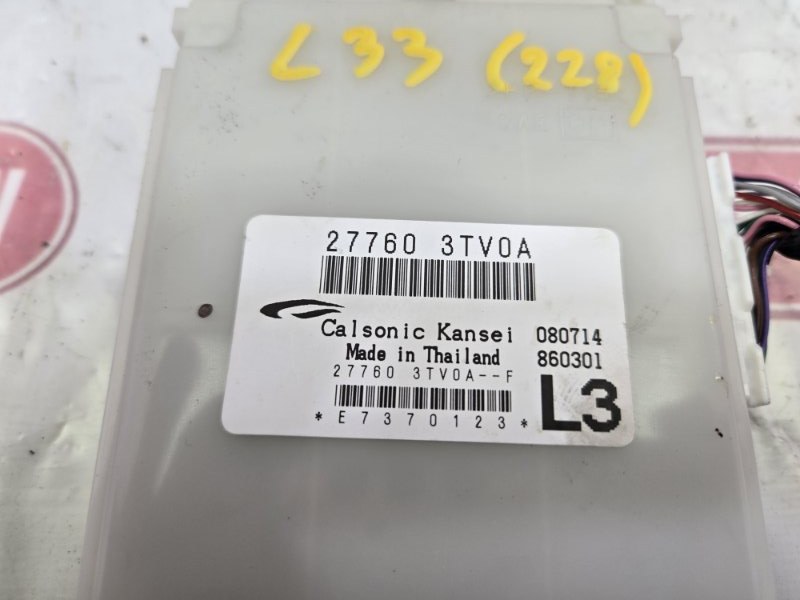 L33 (228)
27760 3TV0A
Calsonic Kansei 080714
Made in Thailand 860301
27760 3TV0A--F
*E7370123* L3